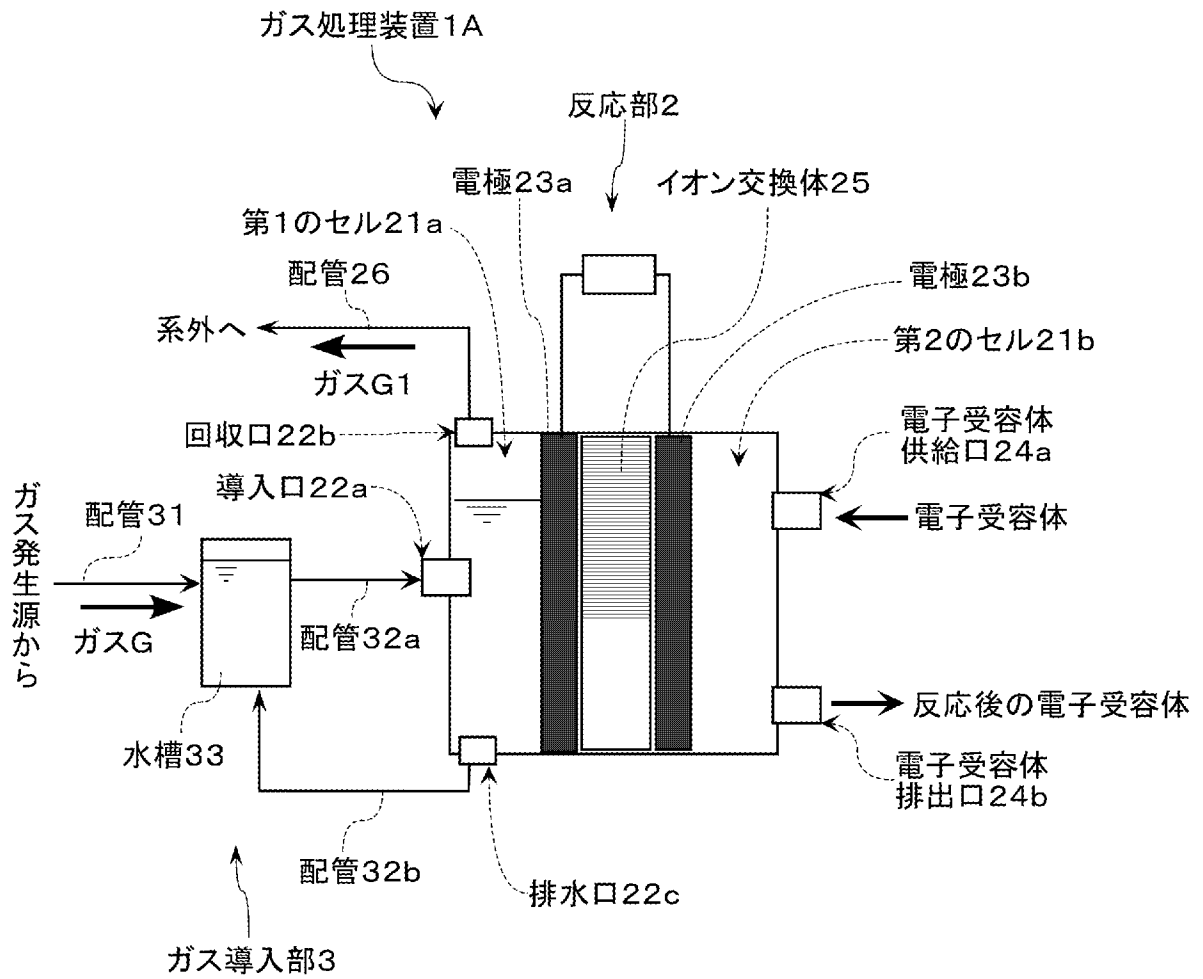 ガス処理装置1A
反応部2
電極23a
イオン交換体25
第1のセル21a
配管26
電極23b
系外へ
第2のセル21b
ガスG1
電子受容体
供給口24a
回収口22b
導入口22a
ガス発生源から
配管31
電子受容体
ガスG
配管32a
反応後の電子受容体
水槽33
電子受容体
排出口24b
配管32b
排水口22c
ガス導入部3